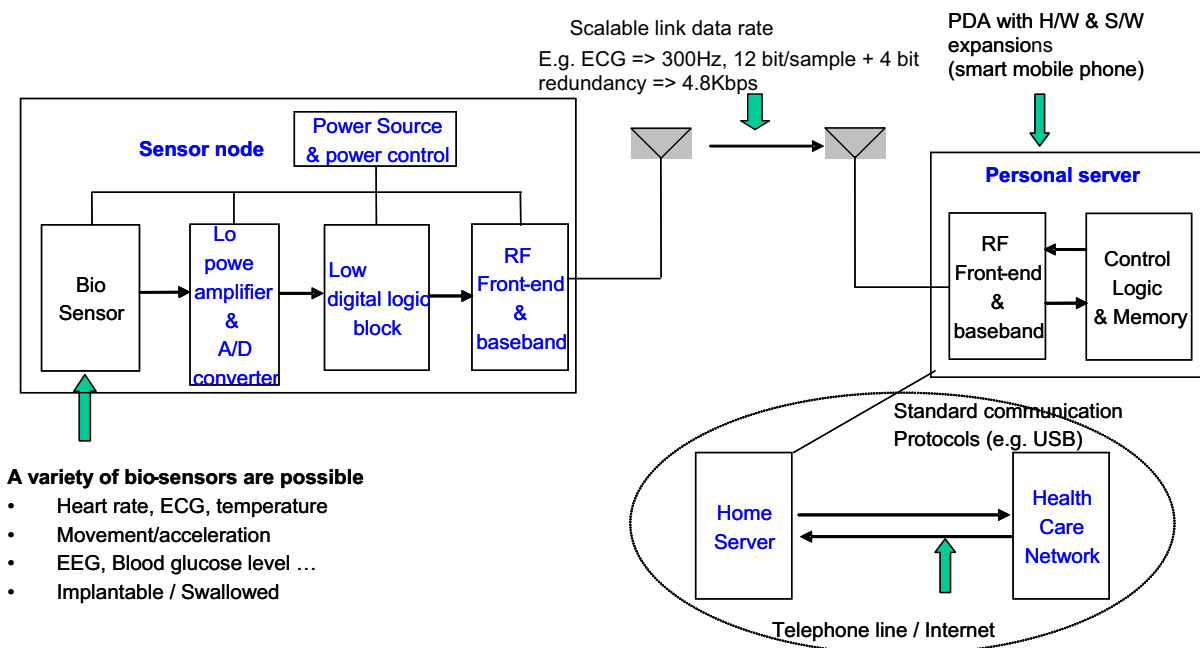 Scalable link data rate
E.g. ECG => 300Hz, 12 bit/sample + 4 bit
redundancy => 4.8Kbps
PDA with H/W & S/W
expansions
(smart mobile phone)
Sensor node
Power Source
& power control
Bio
Sensor
Lo
powe
amplifier
&
A/D
converter
Low
digital logic
block
RF
Front-end
&
baseband
Personal server
RF
Front-end
&
baseband
Control
Logic
& Memory
A variety of bio-sensors are possible
• Heart rate, ECG, temperature
• Movement/acceleration
• EEG, Blood glucose level …
• Implantable / Swallowed
Standard communication
Protocols (e.g. USB)
Home
Server
Health
Care
Network
Telephone line / Internet